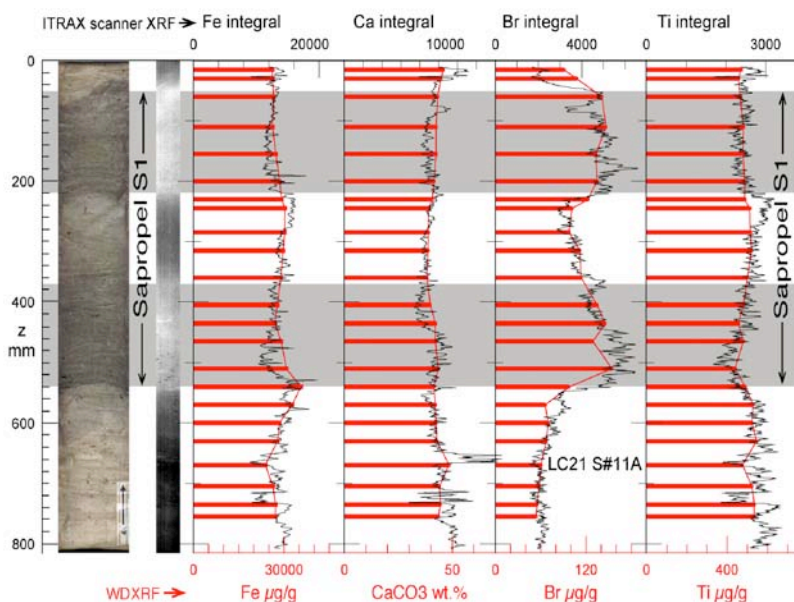 ITRAX scanner XRF → Fe integral Ca integral Br integral Ti integral
0 20000 0 10000 0 4000 0 3000
0
200
400
z
mm
600
800
Sapropel S1
Sapropel S1
LC21 S#11A
0 30000 0 50 0 120 0 400
WDXRF → Fe µg/g CaCO3 wt.% Br µg/g Ti µg/g